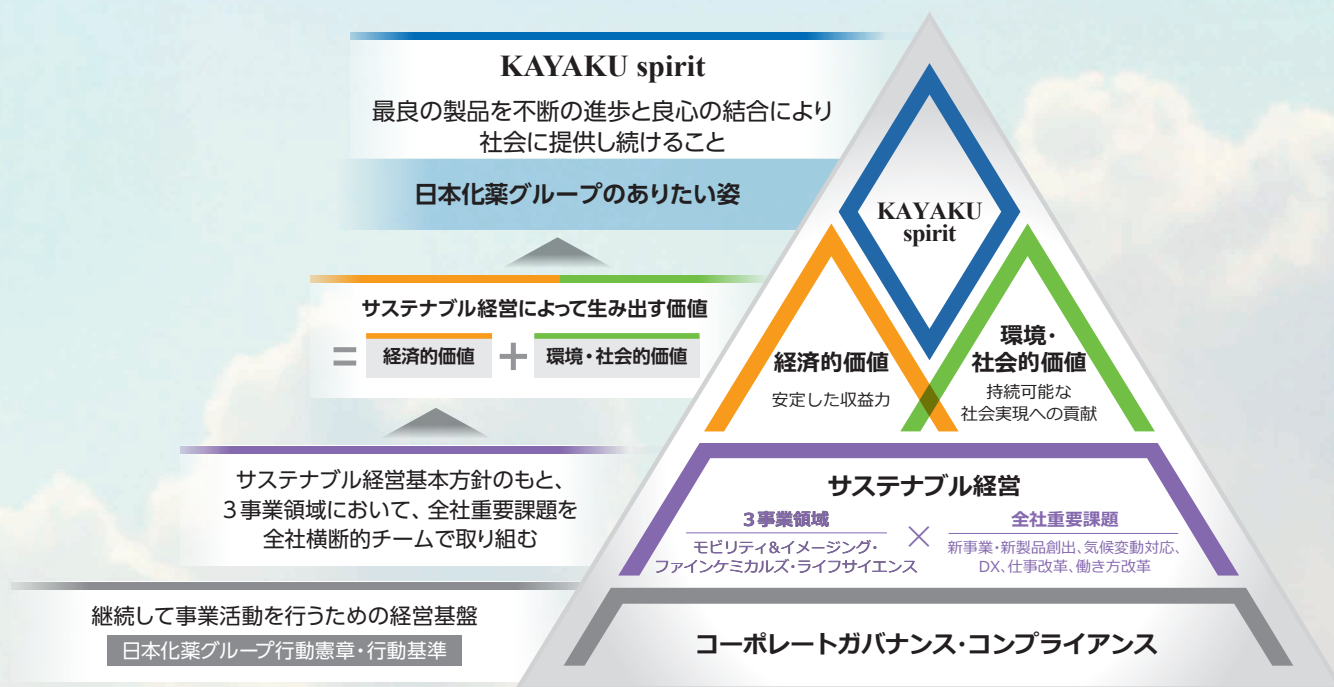 KAYAKU spirit
最良の製品を不断の進歩と良心の結合により
社会に提供し続けること
日本化薬グループのありたい姿
サステナブル経営によって生み出す価値
= 経済的価値 + 環境・社会的価値
サステナブル経営基本方針のもと、
3事業領域において、全社重要課題を
全社横断的チームで取り組む
継続して事業活動を行うための経営基盤
日本化薬グループ行動憲章・行動基準
KAYAKU
spirit
経済的価値
安定した収益力
環境・
社会的価値
持続可能な
社会実現への貢献
サステナブル経営
3事業領域
モビリティ&イメージング・
ファインケミカルズ・ライフサイエンス
×
全社重要課題
新事業・新製品創出、気候変動対応、
DX、仕事改革、働き方改革
コーポレートガバナンス・コンプライアンス